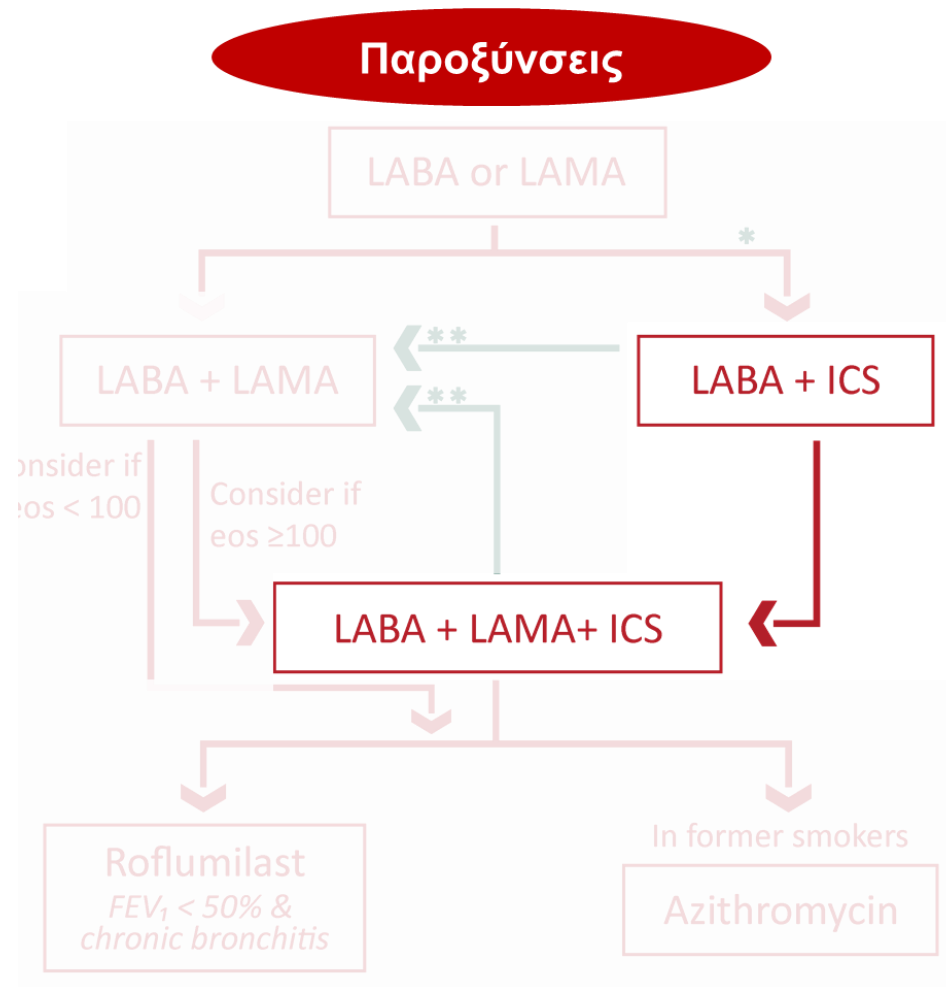 Παροξύνσεις
LABA or LAMA
*
**
LABA + LAMA
LABA + ICS
**
onsider if
eos < 100
Consider if
eos ≥100
LABA + LAMA+ ICS
Roflumilast
FEV₁ < 50% &
chronic bronchitis
In former smokers
Azithromycin